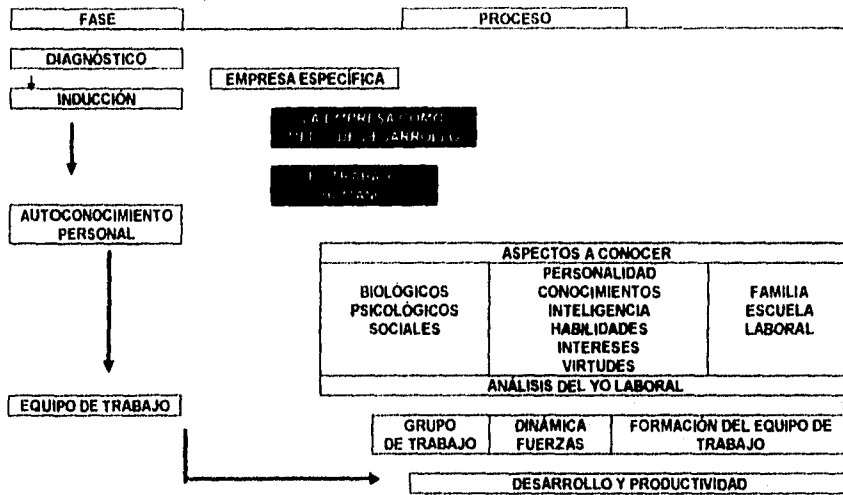 FASE
PROCESO
DIAGNÓSTICO
EMPRESA ESPECÍFICA
INDUCCIÓN
LA EMPRESA COMO
DE DESARROLLO
AUTOCONOCIMIENTO
PERSONAL
ASPECTOS A CONOCER
BIOLÓGICOS
PSICOLÓGICOS
SOCIALES
PERSONALIDAD
CONOCIMIENTOS
INTELIGENCIA
HABILIDADES
INTERESES
VIRTUDES
FAMILIA
ESCUELA
LABORAL
ANÁLISIS DEL YO LABORAL
EQUIPO DE TRABAJO
GRUPO
DE TRABAJO
DINÁMICA
FUERZAS
FORMACIÓN DEL EQUIPO DE
TRABAJO
DESARROLLO Y PRODUCTIVIDAD